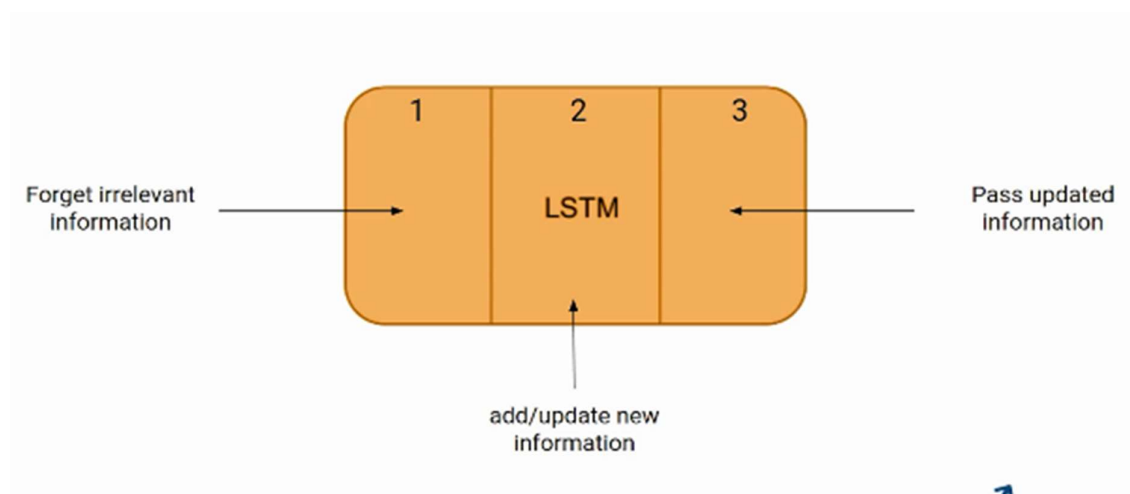 1
2
3
Forget irrelevant
information
LSTM
Pass updated
information
add/update new
information